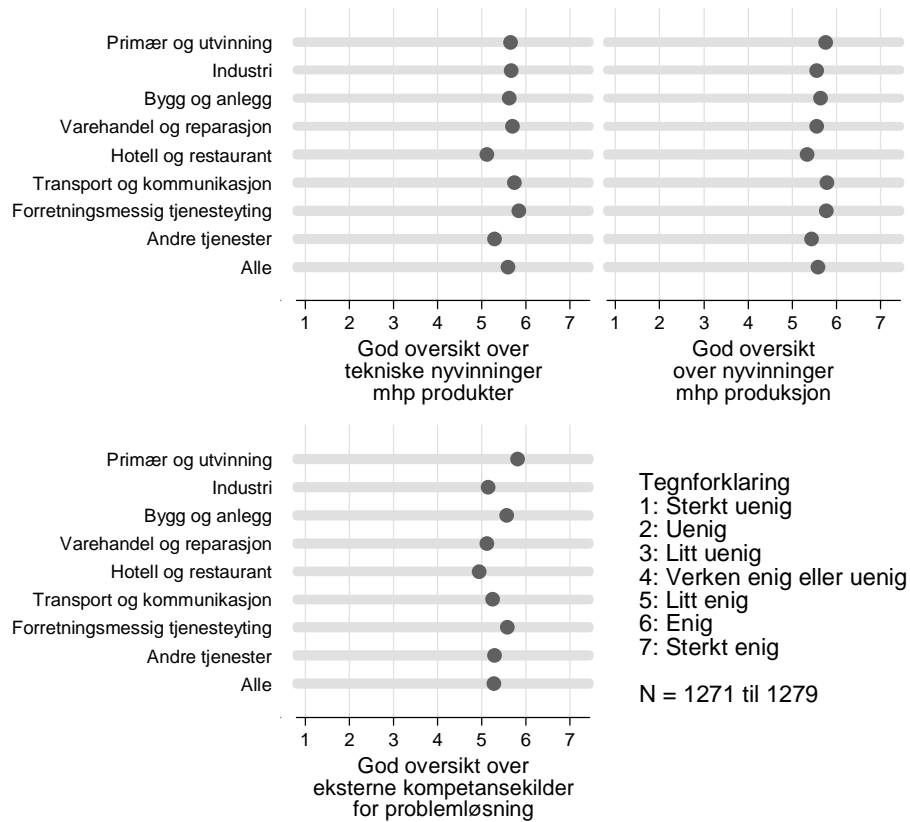 Primær og utvinning
Industri
Bygg og anlegg
Varehandel og reparasjon
Hotell og restaurant
Transport og kommunikasjon
Forretningsmessig tjenesteyting
Andre tjenester
Alle
1 2 3 4 5 6 7
God oversikt over
tekniske nyvinninger
mhp produkter
1 2 3 4 5 6 7
God oversikt
over nyvinninger
mhp produksjon
Primær og utvinning
Industri
Bygg og anlegg
Varehandel og reparasjon
Hotell og restaurant
Transport og kommunikasjon
Forretningsmessig tjenesteyting
Andre tjenester
Alle
1 2 3 4 5 6 7
God oversikt over
eksterne kompetansekilder
for problemløsning
Tegnforklaring
1: Sterkt uenig
2: Uenig
3: Litt uenig
4: Verken enig eller uenig
5: Litt enig
6: Enig
7: Sterkt enig
N = 1271 til 1279